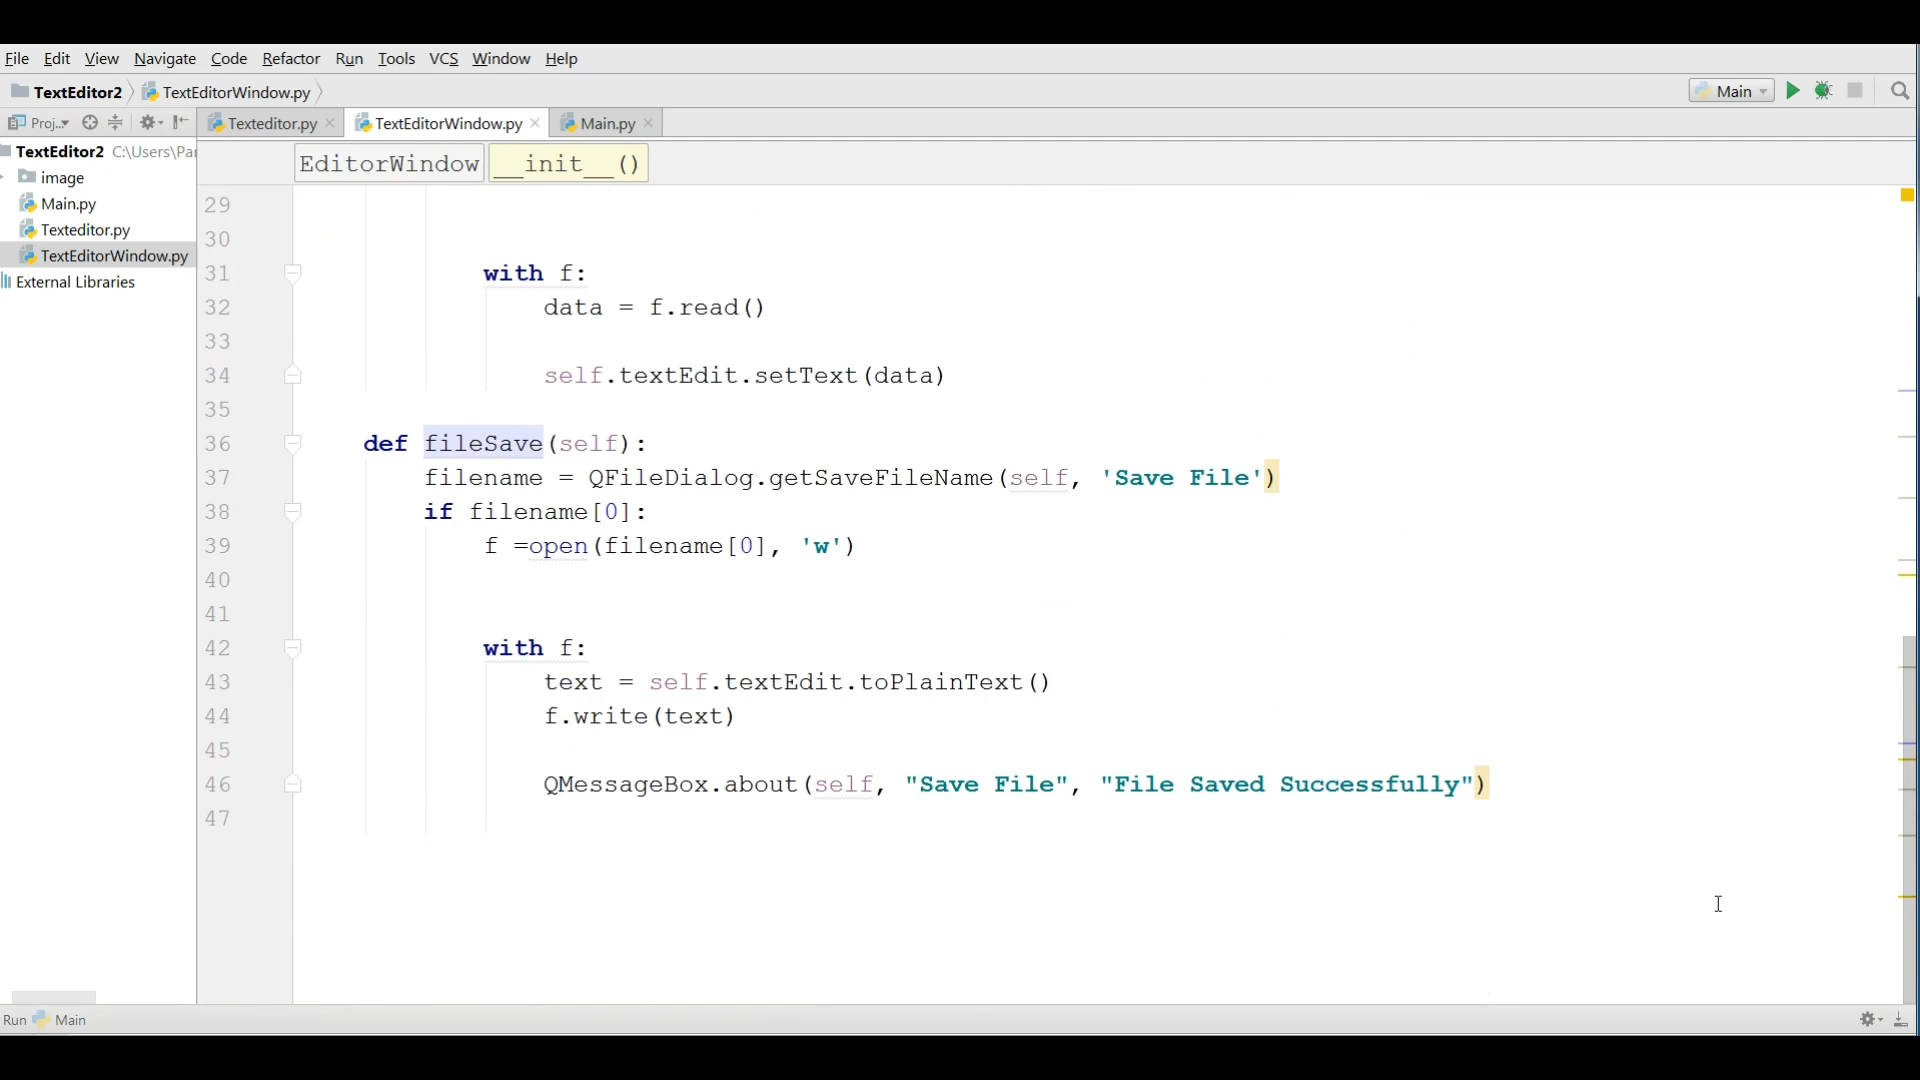 File Edit View Navigate Code Refactor Run Tools VCS Window Help
TextEditor2 TextEditorWindow.py Main
Proj.. Texteditor.py TextEditorWindow.py Main.py
TextEditor2 C:\Users\Par
image
Main.py
Texteditor.py
TextEditorWindow.py
External Libraries
EditorWindow __init__()
29
30
31 with f:
32 data = f.read()
33
34 self.textEdit.setText(data)
35
36 def fileSave(self):
37 filename = QFileDialog.getSaveFileName(self, 'Save File')
38 if filename[0]:
39 f =open(filename[0], 'w')
40
41
42 with f:
43 text = self.textEdit.toPlainText()
44 f.write(text)
45
46 QMessageBox.about(self, "Save File", "File Saved Successfully")
47
Run Main